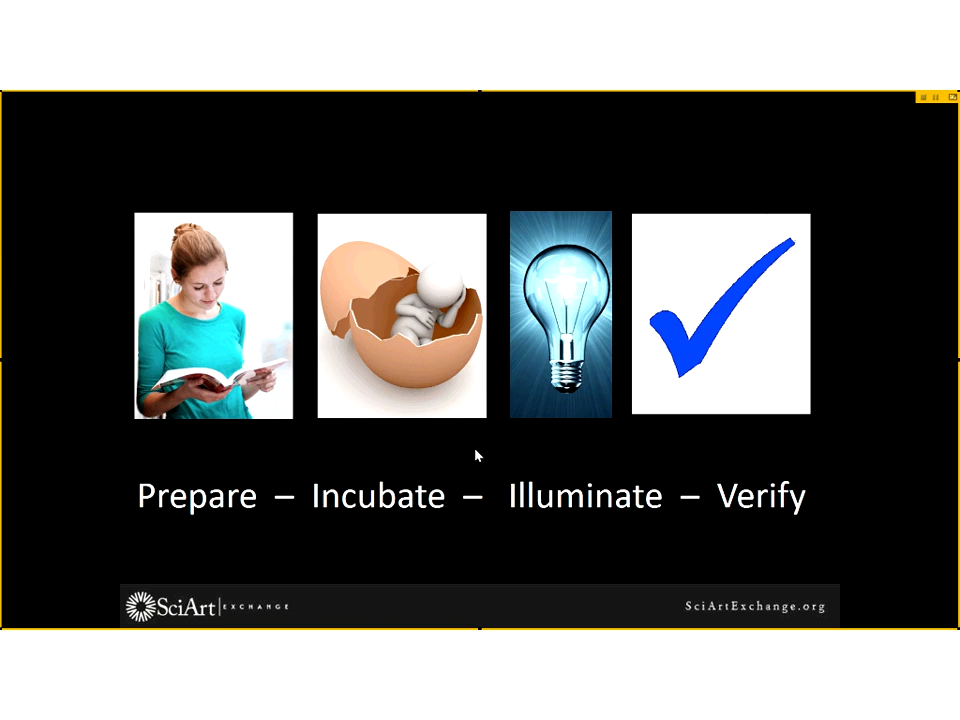 Prepare – Incubate – Illuminate – Verify
SciArt | EXCHANGE
SciArtExchange.org